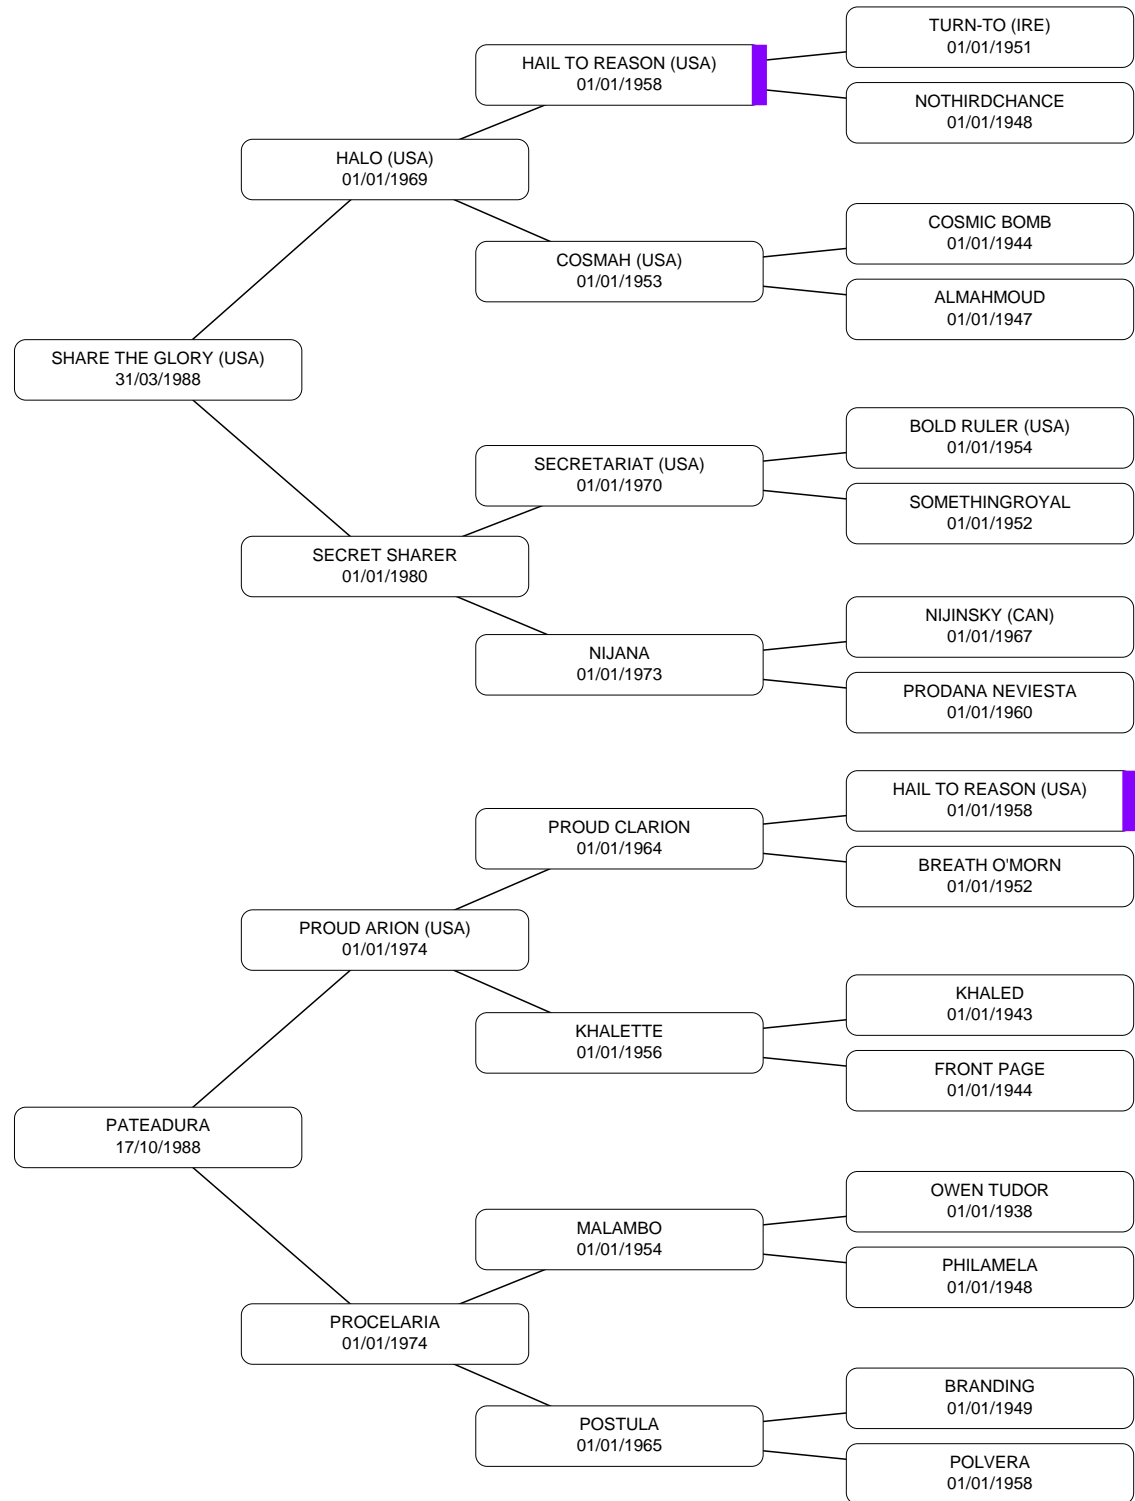 TURN-TO (IRE)
01/01/1951
HAIL TO REASON (USA)
01/01/1958
NOTHIRDCHANCE
01/01/1948
HALO (USA)
01/01/1969
COSMIC BOMB
01/01/1944
COSMAH (USA)
01/01/1953
ALMAHMOUD
01/01/1947
SHARE THE GLORY (USA)
31/03/1988
BOLD RULER (USA)
01/01/1954
SECRETARIAT (USA)
01/01/1970
SOMETHINGROYAL
01/01/1952
SECRET SHARER
01/01/1980
NIJINSKY (CAN)
01/01/1967
NIJANA
01/01/1973
PRODANA NEVIESTA
01/01/1960
HAIL TO REASON (USA)
01/01/1958
PROUD CLARION
01/01/1964
BREATH O'MORN
01/01/1952
PROUD ARION (USA)
01/01/1974
KHALED
01/01/1943
KHALETTE
01/01/1956
FRONT PAGE
01/01/1944
PATEADURA
17/10/1988
OWEN TUDOR
01/01/1938
MALAMBO
01/01/1954
PHILAMELA
01/01/1948
PROCELARIA
01/01/1974
BRANDING
01/01/1949
POSTULA
01/01/1965
POLVERA
01/01/1958